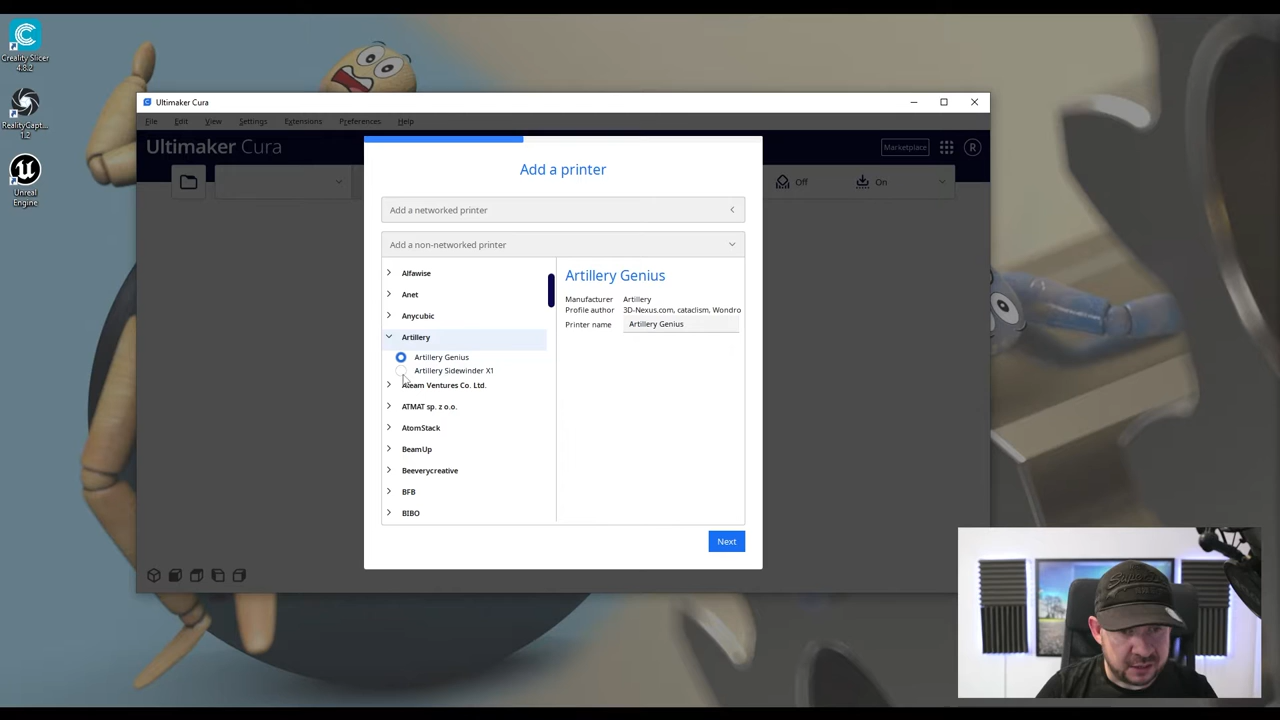 Creality Slicer
4.8.2
RealityCapt...
1.2
Unreal
Engine
Ultimaker Cura
File Edit View Settings Extensions Preferences Help
Ultimaker Cura
Marketplace
R
Off
On
Add a printer
Add a networked printer
Add a non-networked printer
Alfawise
Anet
Anycubic
Artillery
Artillery Genius
Artillery Sidewinder X1
Ateam Ventures Co. Ltd.
ATMAT sp. z o.o.
AtomStack
BeamUp
Beeverycreative
BFB
BIBO
Artillery Genius
Manufacturer Artillery
Profile author 3D-Nexus.com, cataclism, Wondro
Printer name Artillery Genius
Next